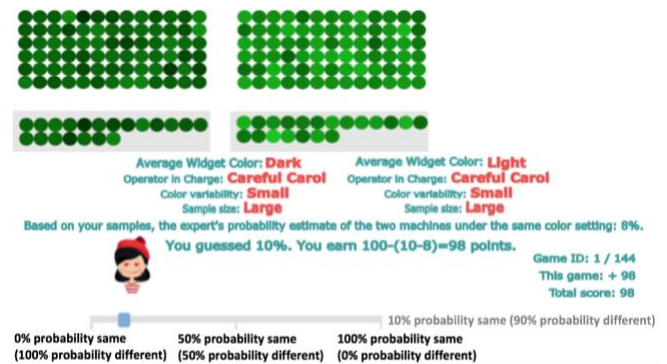 Average Widget Color: Dark
Operator in Charge: Careful Carol
Color variability: Small
Sample size: Large
Average Widget Color: Light
Operator in Charge: Careful Carol
Color variability: Small
Sample size: Large
Based on your samples, the expert's probability estimate of the two machines under the same color setting: 8%.
You guessed 10%. You earn 100-(10-8)=98 points.
Game ID: 1 / 144
This game: + 98
Total score: 98
10% probability same (90% probability different)
0% probability same
(100% probability different)
50% probability same
(50% probability different)
100% probability same
(0% probability different)